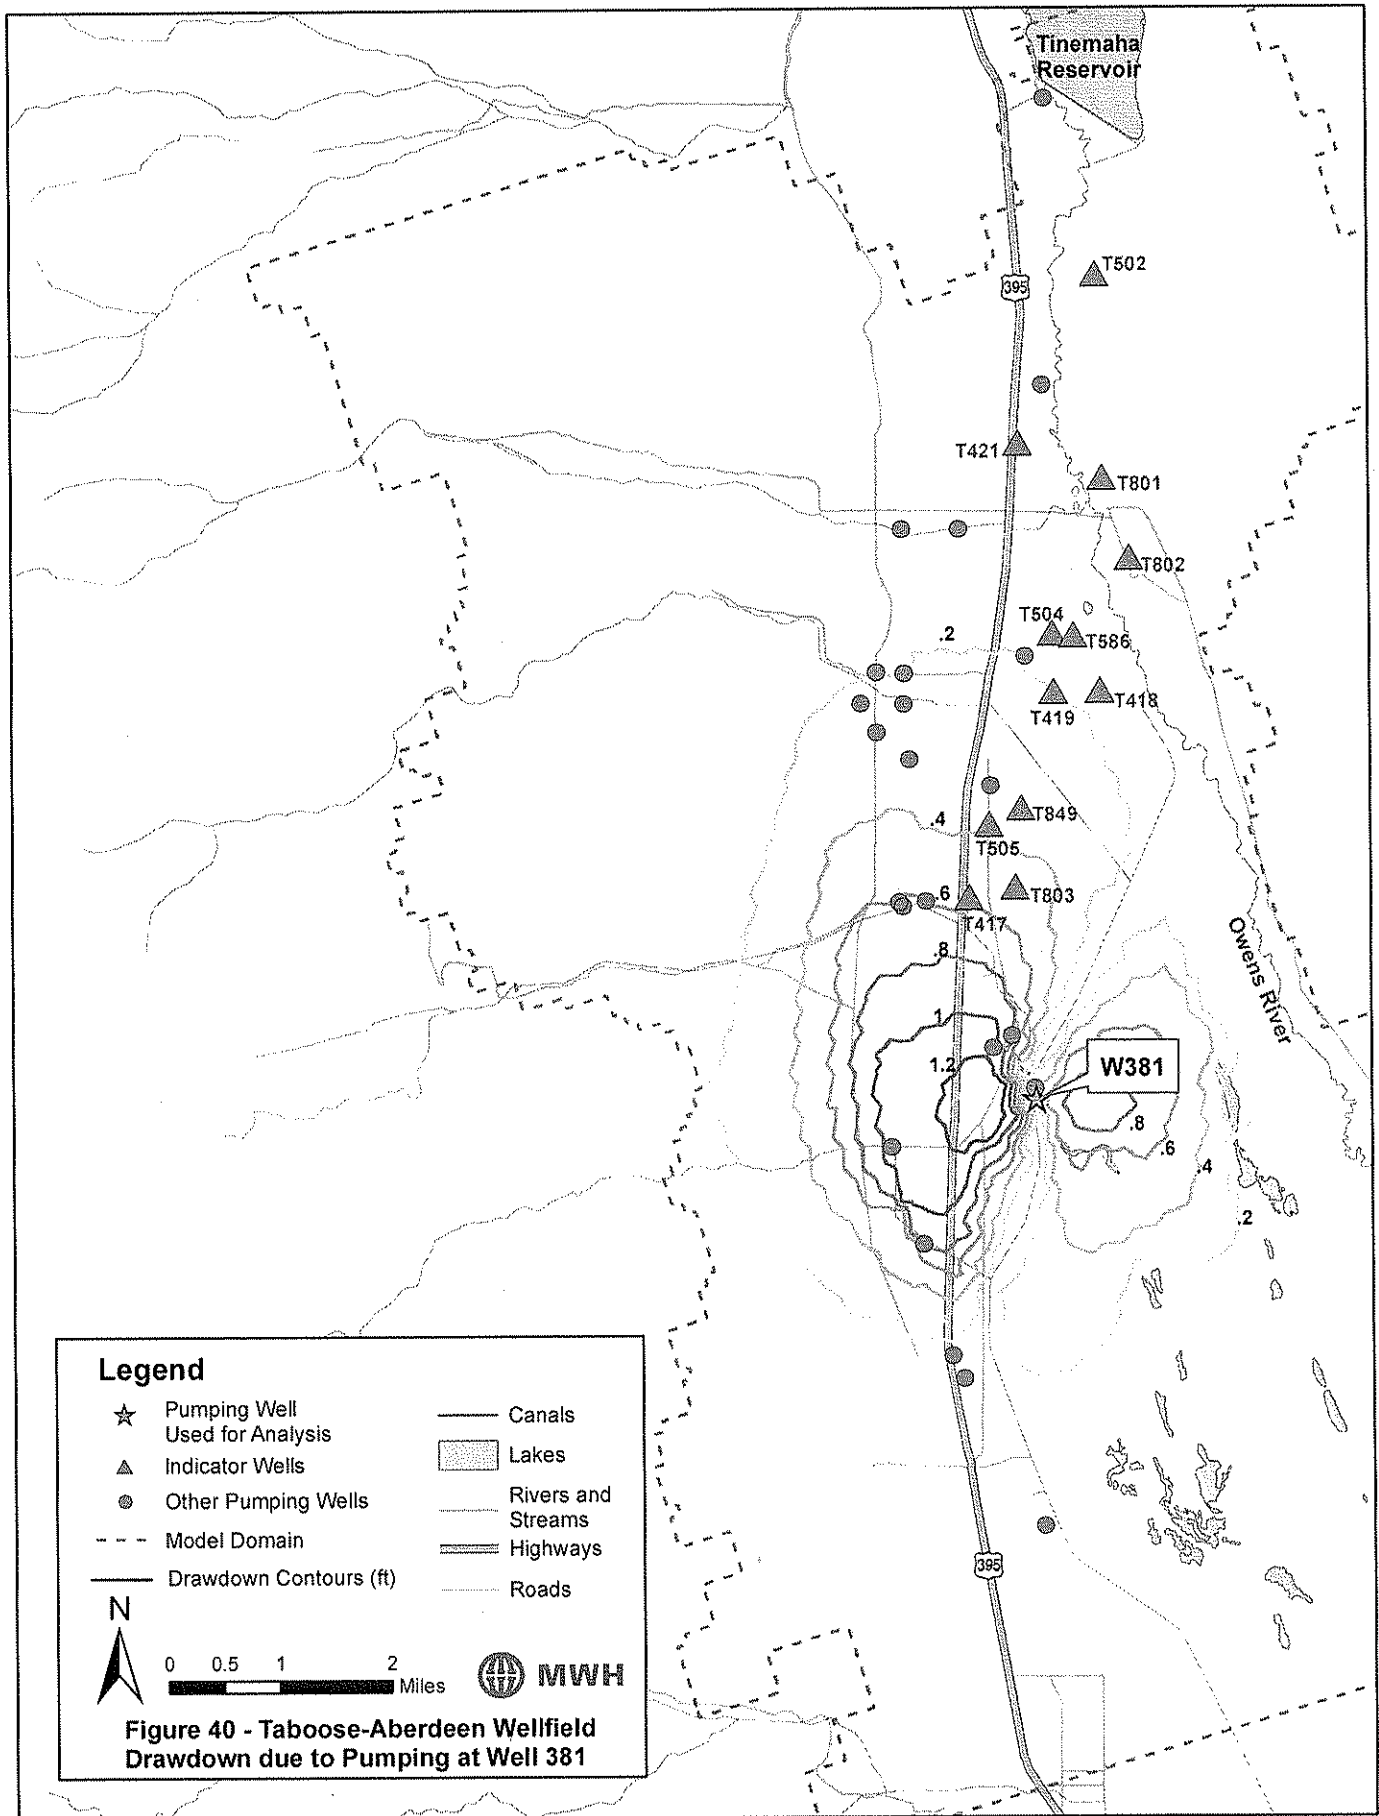 Tinemaha
Reservoir
T502
395
T421
T801
T802
T504
T586
.2
T419
T418
.4
T849
T505
.6
T803
T417
.8
Owens River
1
1.2
W381
.8
.6
.4
.2
395
Legend
Pumping Well
Used for Analysis
Indicator Wells
Other Pumping Wells
Model Domain
Drawdown Contours (ft)
Canals
Lakes
Rivers and
Streams
Highways
Roads
N
0 0.5 1 2
Miles
MWH
Figure 40 - Taboose-Aberdeen Wellfield
Drawdown due to Pumping at Well 381